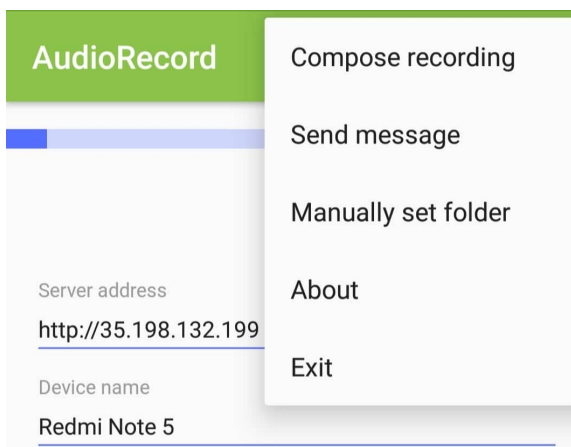 AudioRecord
Compose recording
Send message
Manually set folder
About
Exit
Server address
http://35.198.132.199
Device name
Redmi Note 5